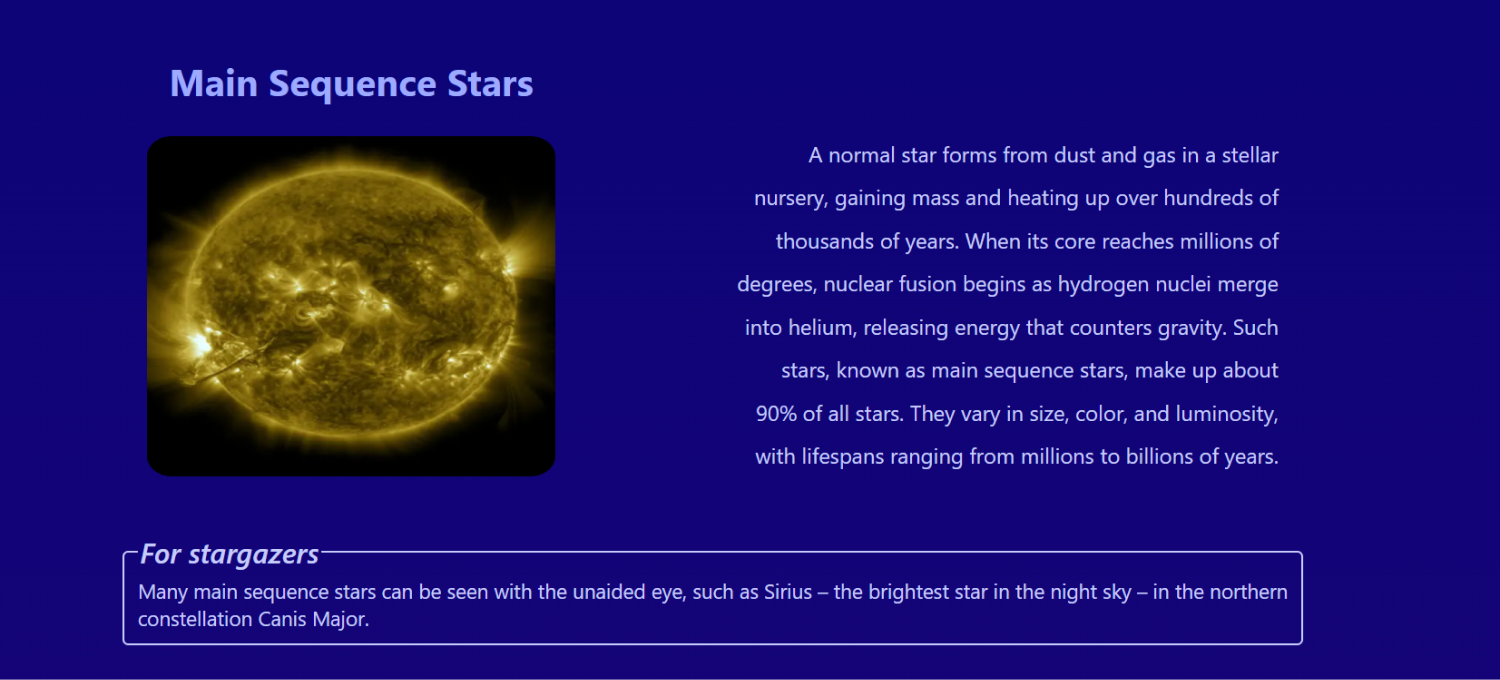 Main Sequence Stars
A normal star forms from dust and gas in a stellar
nursery, gaining mass and heating up over hundreds of
thousands of years. When its core reaches millions of
degrees, nuclear fusion begins as hydrogen nuclei merge
into helium, releasing energy that counters gravity. Such
stars, known as main sequence stars, make up about
90% of all stars. They vary in size, color, and luminosity,
with lifespans ranging from millions to billions of years.
For stargazers
Many main sequence stars can be seen with the unaided eye, such as Sirius – the brightest star in the night sky – in the northern
constellation Canis Major.